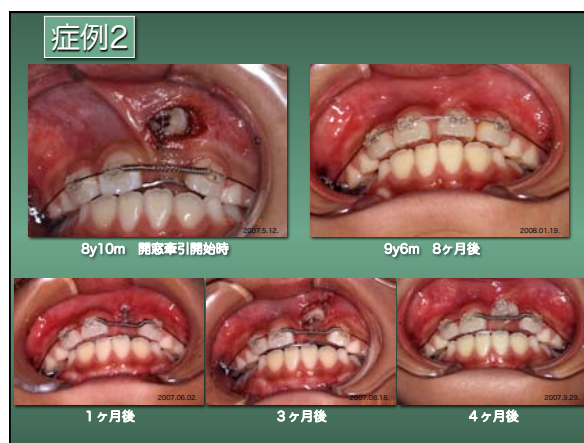 症例2
2007.5.12.
2008.01.19.
8y10m 開窓牽引開始時
9y6m 8ヶ月後
2007.06.02.
2007.08.18.
2007.9.29.
1ヶ月後
3ヶ月後
4ヶ月後